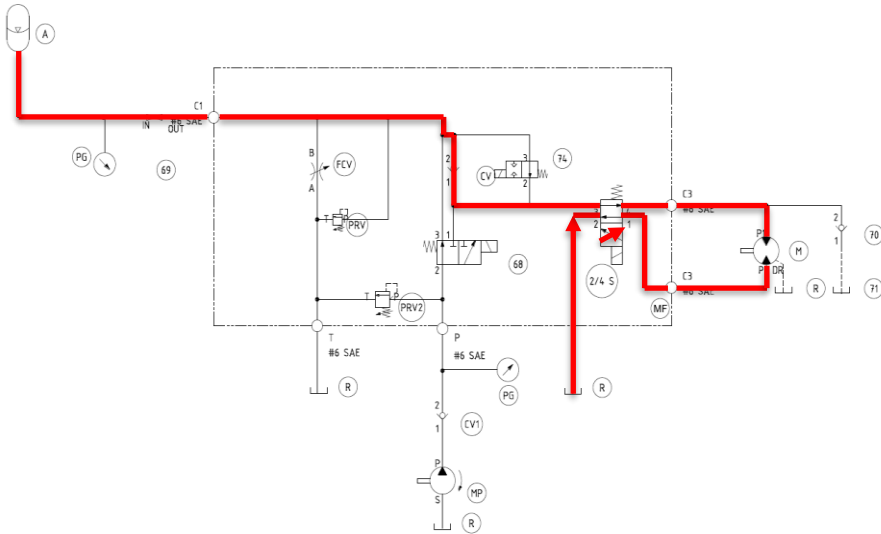 A
C1
#6 SAE
IN
OUT
PG
69
B
FCV
A
2
1
3
CV
74
2
T
P
PRV
3
1
2
68
T
P
PRV2
2
1
2/4 S
C3
#6 SAE
P
M
P
DR
C3
#6 SAE
MF
2
1
70
R
71
T
#6 SAE
P
#6 SAE
R
PG
R
2
1
CV1
P
S
MP
R